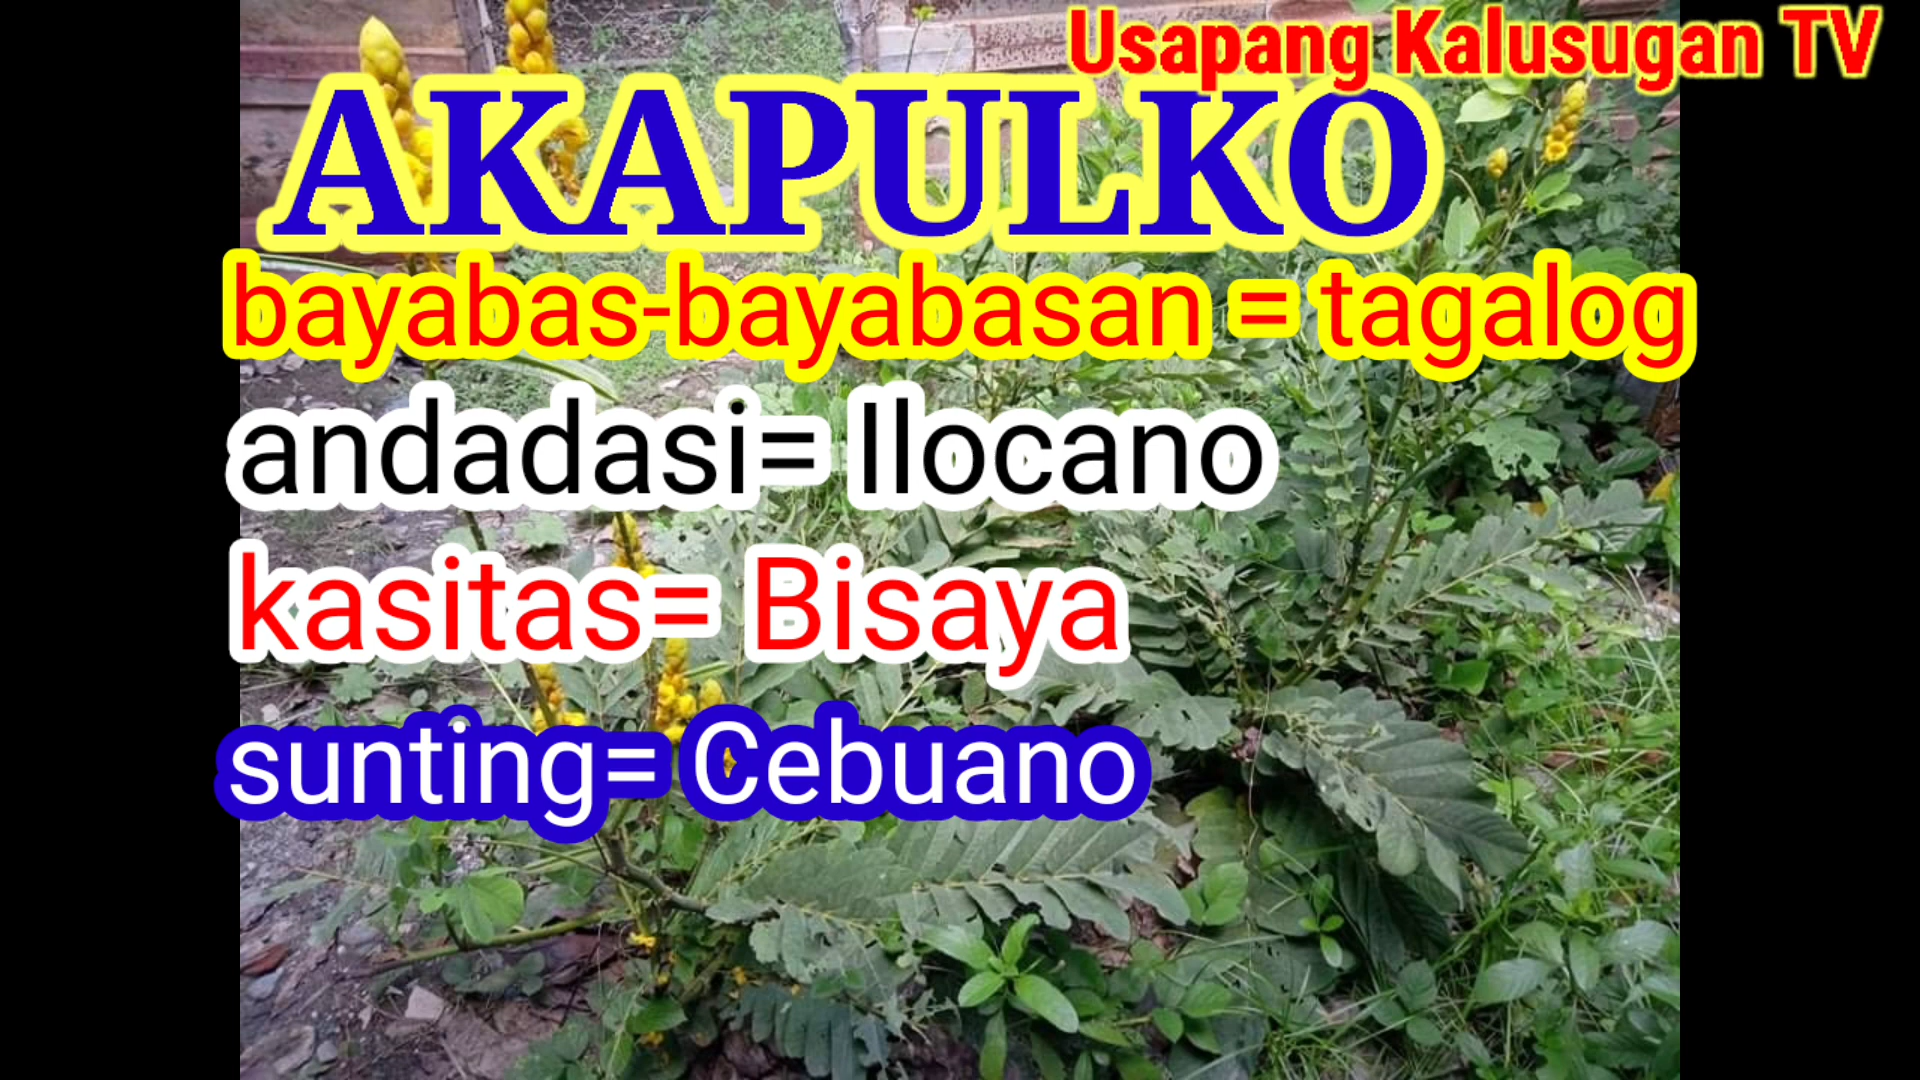 Usapang Kalusugan TV
AKAPULKO
bayabas-bayabasan = tagalog
andadasi= Ilocano
kasitas= Bisaya
sunting= Cebuano